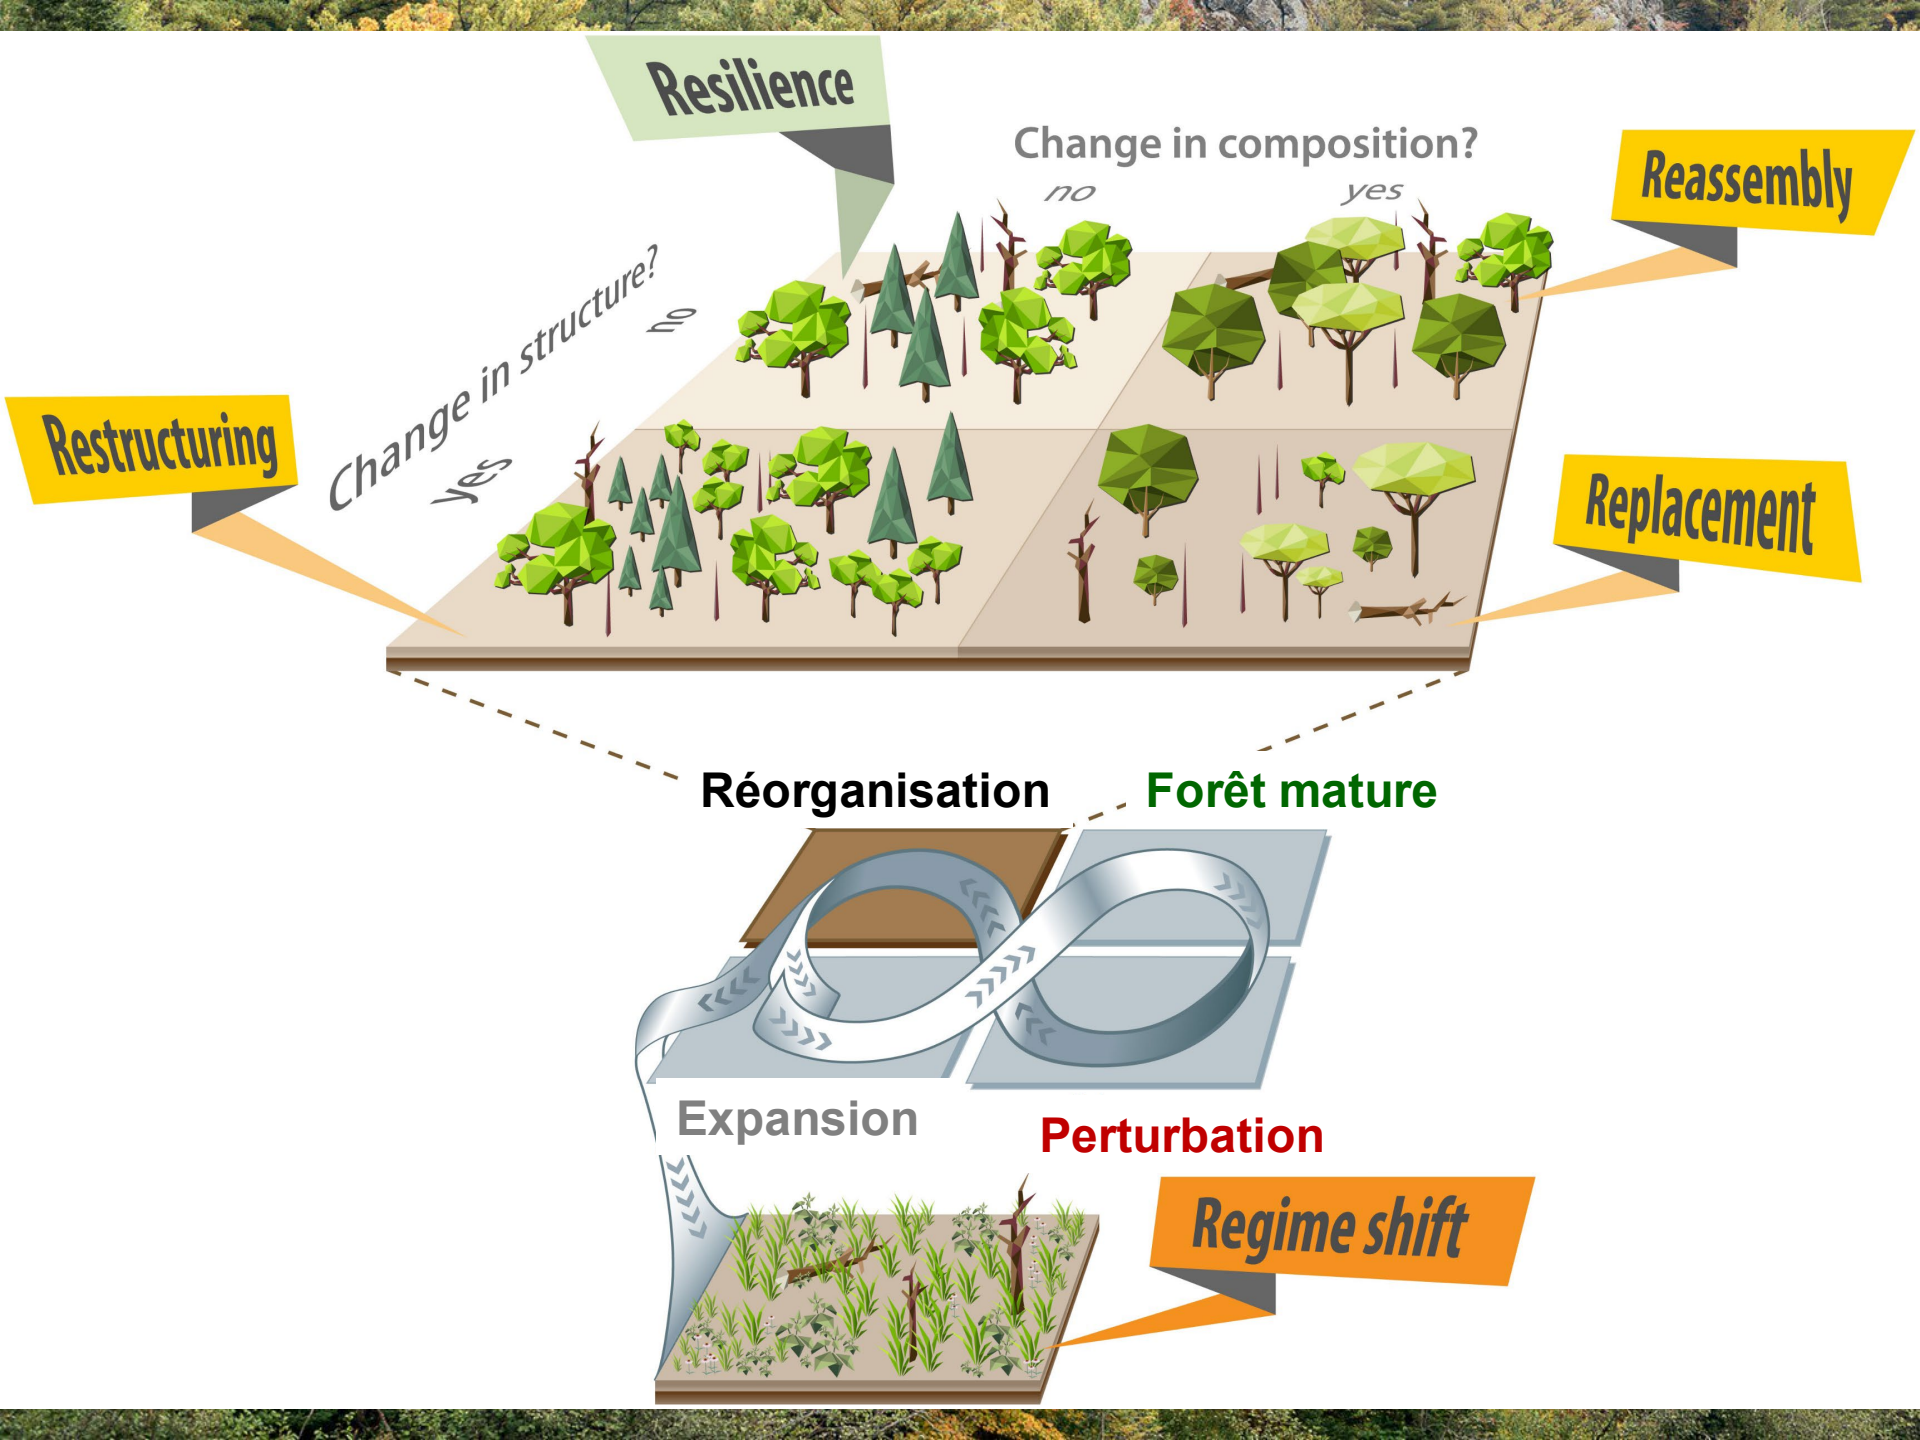 Resilience
Change in composition?
no
yes
Reassembly
Change in structure?
no
yes
Restructuring
Replacement
Réorganisation
Forêt mature
Expansion
Perturbation
Regime shift